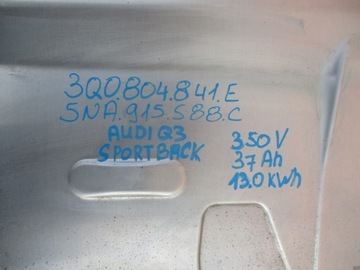 3Q0.804.841.E
5NA.915.588.C
AUDI Q3
SPORTBACK
350 V
37 Ah
13.0 kWh